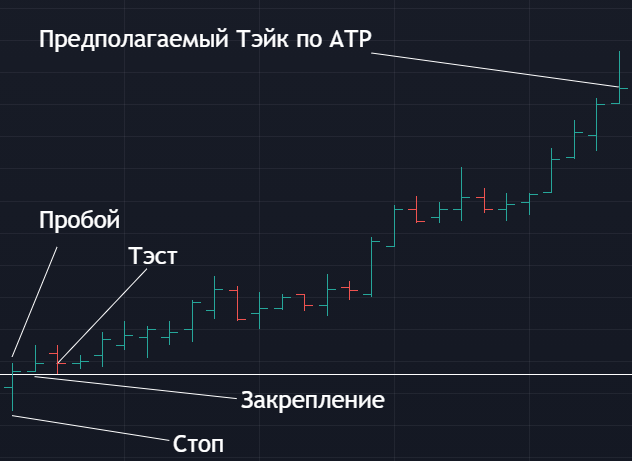 Предполагаемый Тэйк по АТР
Пробой
Тэст
Закрепление
Стоп